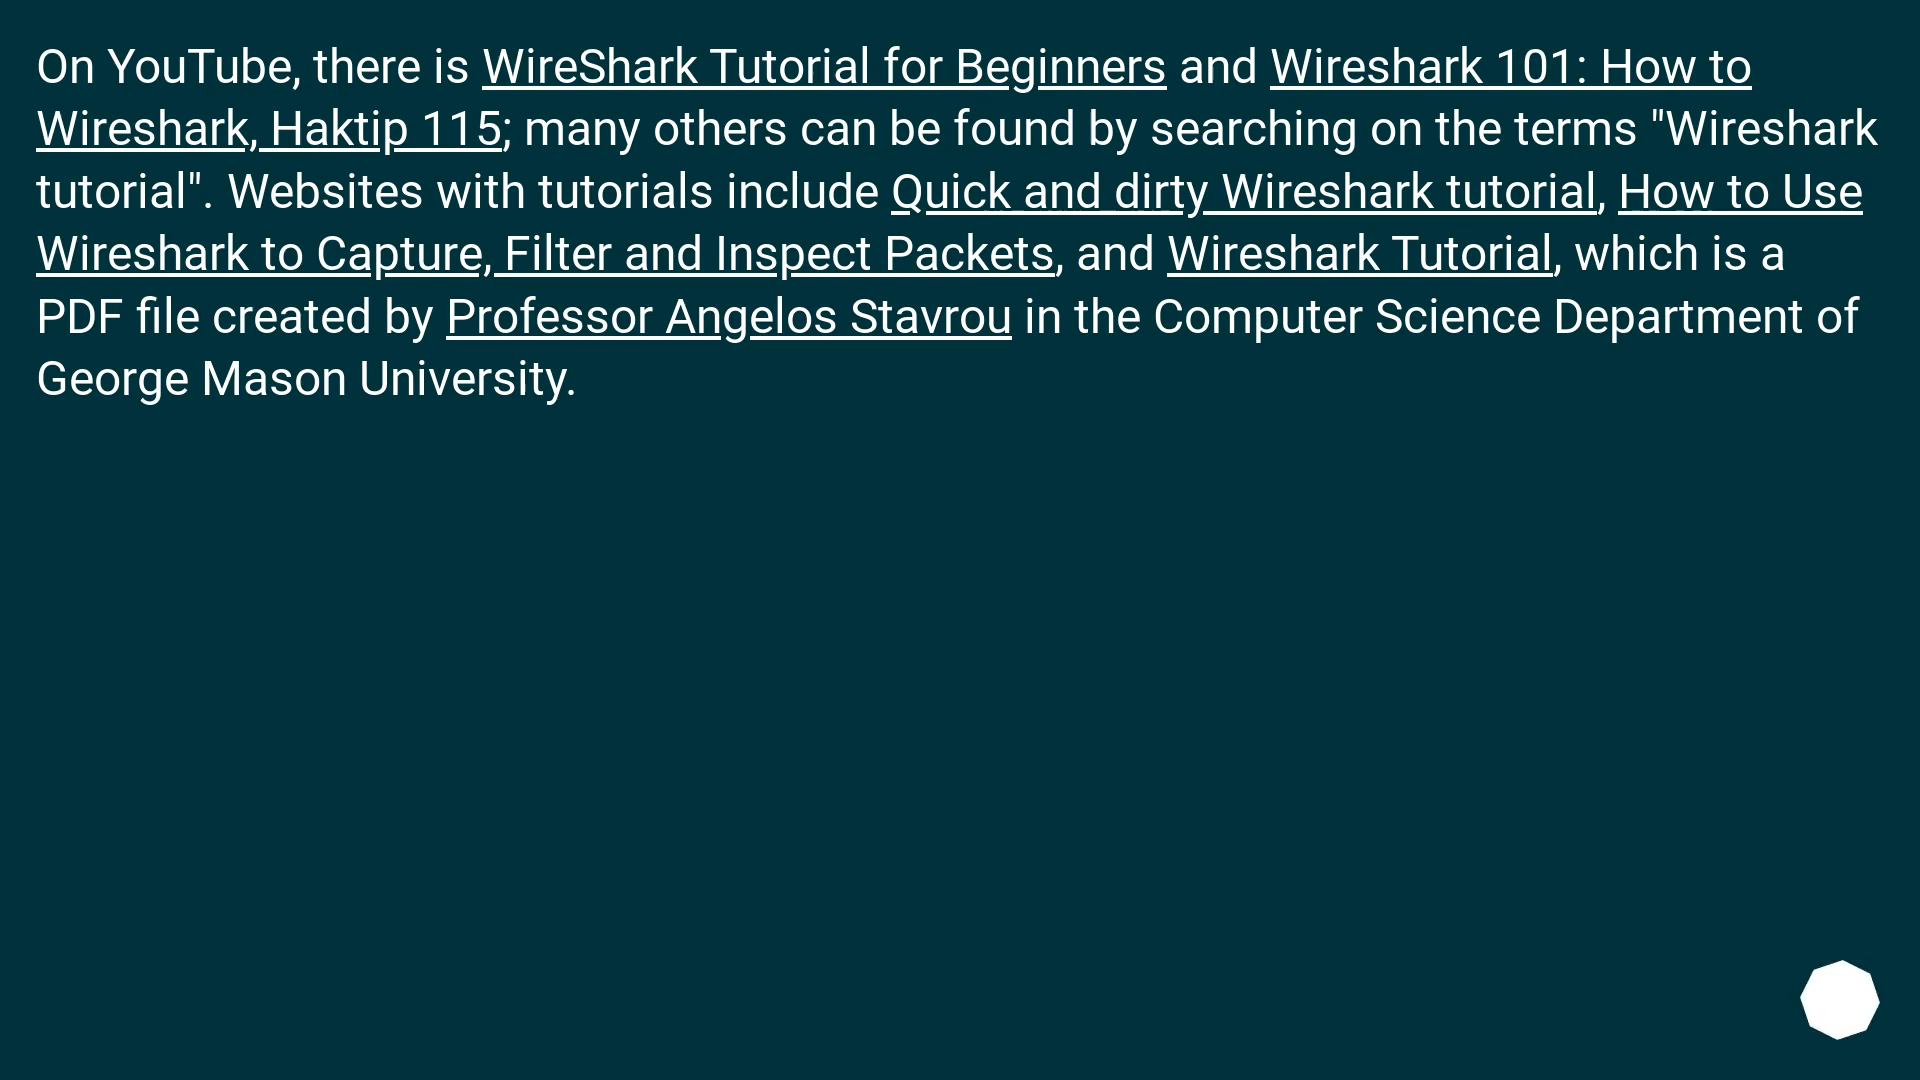 On YouTube, there is WireShark Tutorial for Beginners and Wireshark 101: How to
Wireshark, Haktip 115; many others can be found by searching on the terms "Wireshark
tutorial". Websites with tutorials include Quick and dirty Wireshark tutorial, How to Use
Wireshark to Capture, Filter and Inspect Packets, and Wireshark Tutorial, which is a
PDF file created by Professor Angelos Stavrou in the Computer Science Department of
George Mason University.